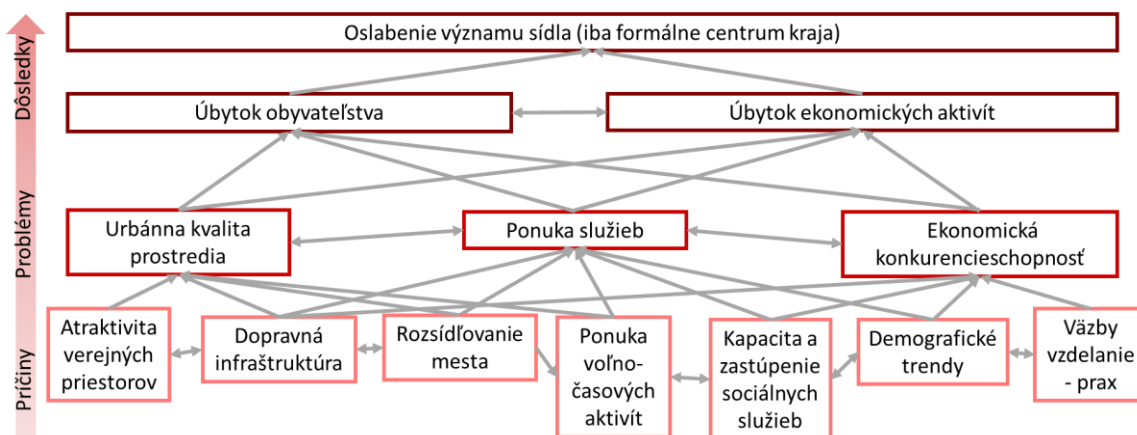 Dôsledky
Oslabenie významu sídla (iba formálne centrum kraja)
Úbytok obyvateľstva
Úbytok ekonomických aktivít
Problémy
Urbánna kvalita
prostredia
Ponuka služieb
Ekonomická
konkurencieschopnosť
Príčiny
Atraktivita
verejných
priestorov
Dopravná
infraštruktúra
Rozsídľovanie
mesta
Ponuka
voľno-
časových
aktivít
Kapacita a
zastúpenie
sociálnych
služieb
Demografické
trendy
Väzby
vzdelanie
- prax